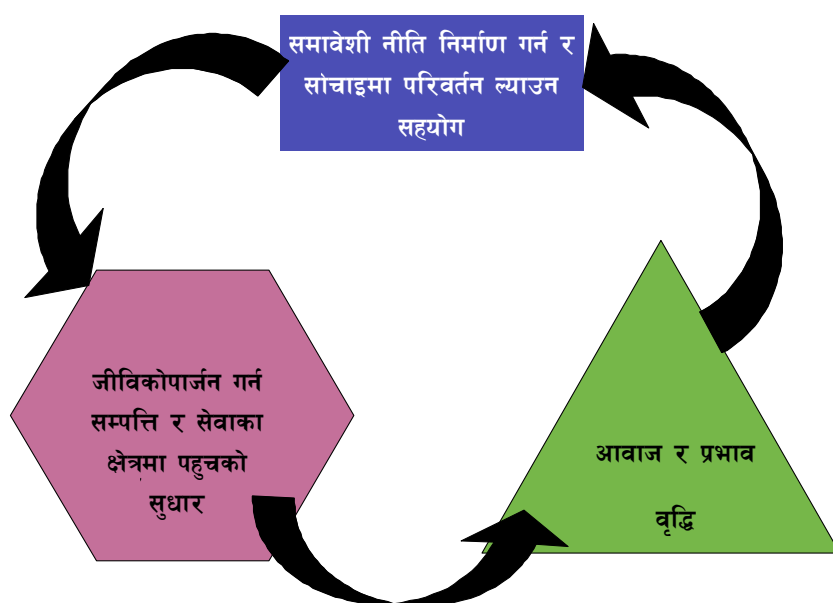 समावेशी नीति निर्माण गर्न र
सोचाइमा परिवर्तन ल्याउन
सहयोग
जीविकोपार्जन गर्न
सम्पत्ति र सेवाका
क्षेत्रमा पहुचको
सुधार
आवाज र प्रभाव
वृद्धि